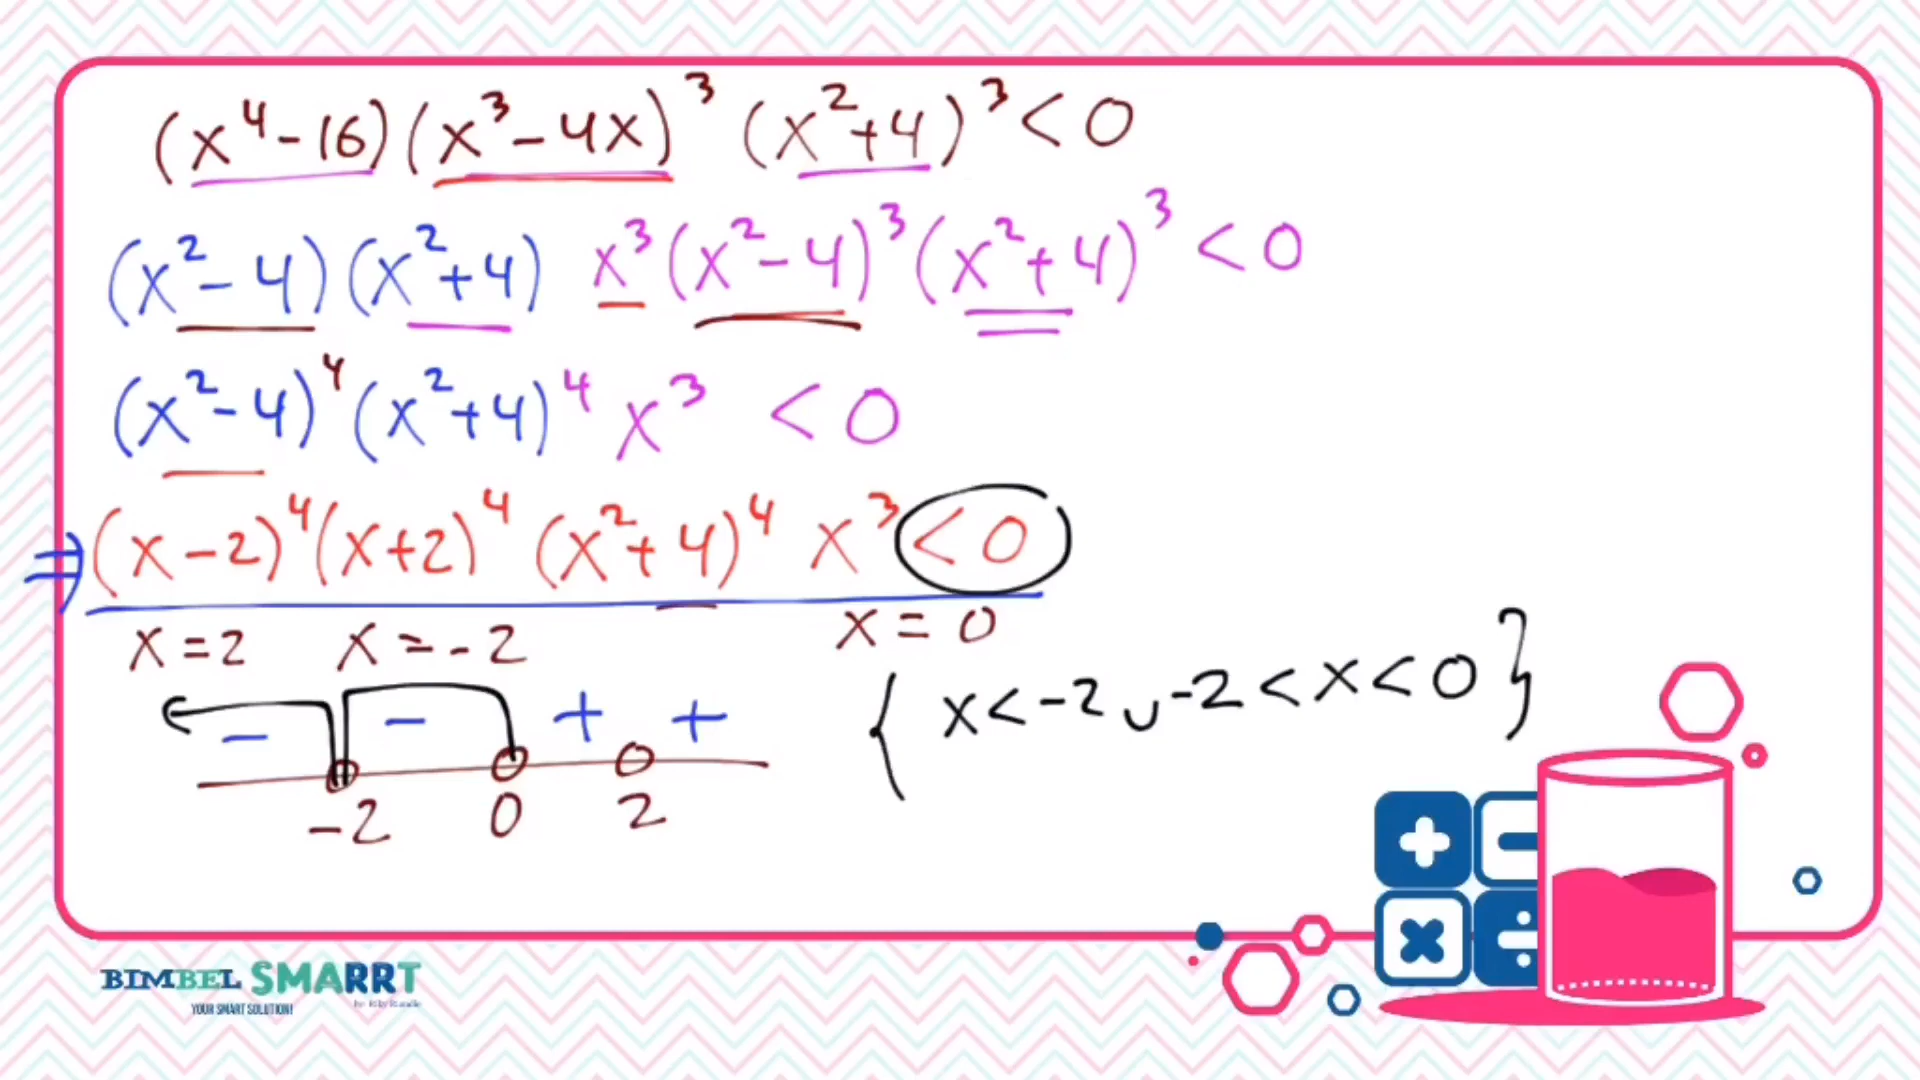 (x⁴-16)(x³-4x)³(x²+4)³<0
(x²-4)(x²+4) x³(x²-4)³(x²+4)³<0
(x²-4)⁴(x²+4)⁴ x³ <0
⇒(x-2)⁴(x+2)⁴(x²+4)⁴ x³<0
x=2 x=-2 x=0
- - + +
{x<-2∪-2<x<0}
-2 0 2
+ -
× ÷
BIMBEL SMARRT
YOUR SMART SOLUTION!